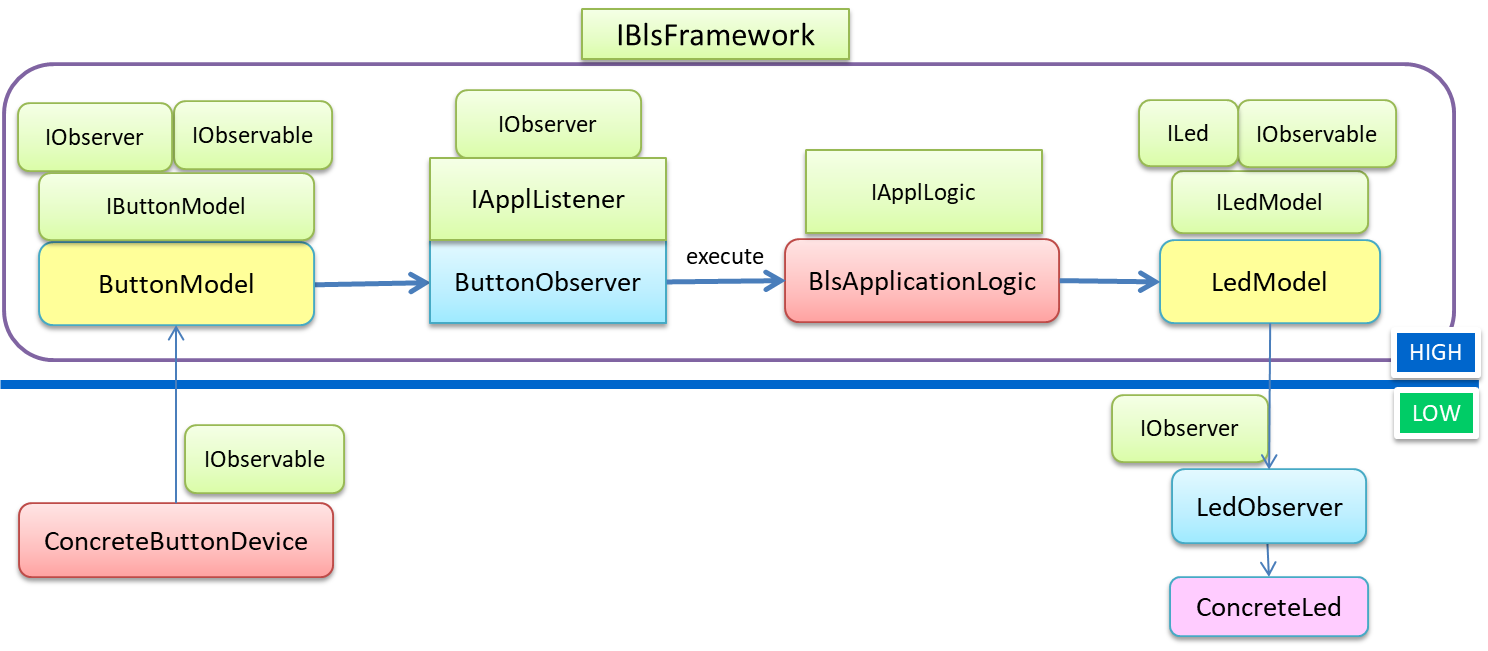 IBlsFramework
IObserver
IObservable
IObserver
ILed
IObservable
IButtonModel
IApplListener
IApplLogic
ILedModel
ButtonModel
ButtonObserver
execute
BlsApplicationLogic
LedModel
HIGH
LOW
IObservable
IObserver
ConcreteButtonDevice
LedObserver
ConcreteLed